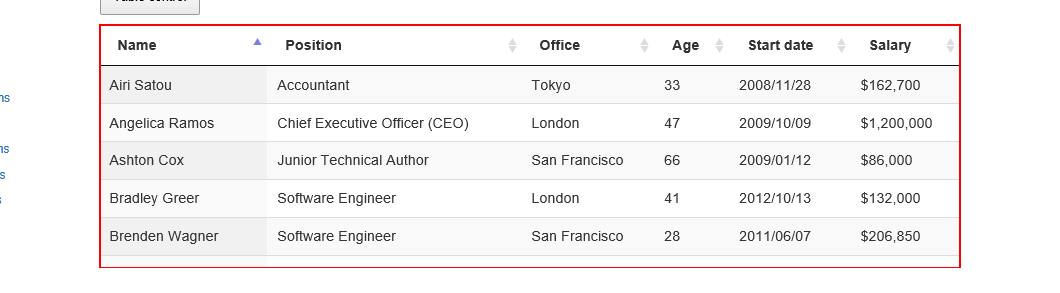 Table control
Name Position Office Age Start date Salary
Airi Satou Accountant Tokyo 33 2008/11/28 $162,700
ns
Angelica Ramos Chief Executive Officer (CEO) London 47 2009/10/09 $1,200,000
ns
Ashton Cox Junior Technical Author San Francisco 66 2009/01/12 $86,000
s
Bradley Greer Software Engineer London 41 2012/10/13 $132,000
s
Brenden Wagner Software Engineer San Francisco 28 2011/06/07 $206,850